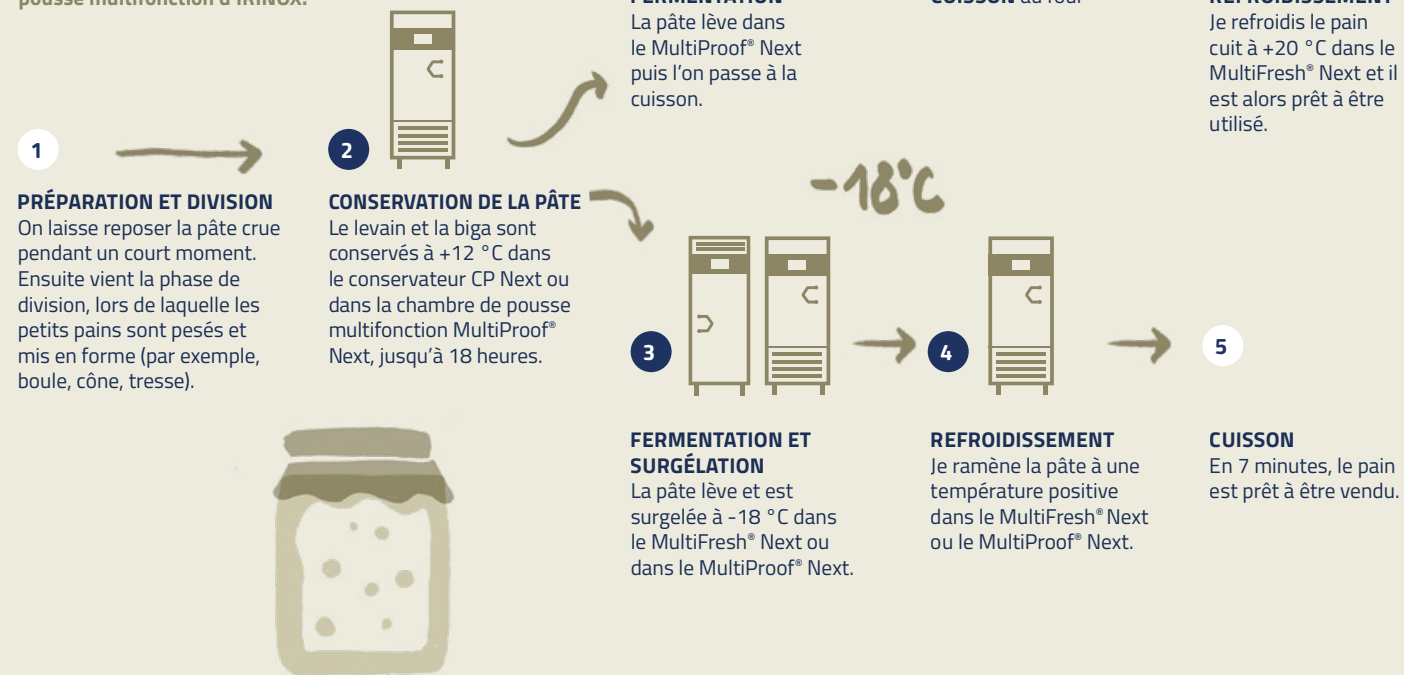 pousse multifonction d'IRINOX.
FERMENTATION
La pâte lève dans
le MultiProof® Next
puis l'on passe à la
cuisson.
CUISSON au four
REFROIDISSEMENT
Je refroidis le pain
cuit à +20 °C dans le
MultiFresh® Next et il
est alors prêt à être
utilisé.
1
PRÉPARATION ET DIVISION
On laisse reposer la pâte crue
pendant un court moment.
Ensuite vient la phase de
division, lors de laquelle les
petits pains sont pesés et
mis en forme (par exemple,
boule, cône, tresse).
2
CONSERVATION DE LA PÂTE
Le levain et la biga sont
conservés à +12 °C dans
le conservateur CP Next ou
dans la chambre de pousse
multifonction MultiProof®
Next, jusqu'à 18 heures.
-18°C
3
FERMENTATION ET
SURGÉLATION
La pâte lève et est
surgelée à -18 °C dans
le MultiFresh® Next ou
dans le MultiProof® Next.
4
REFROIDISSEMENT
Je ramène la pâte à une
température positive
dans le MultiFresh® Next
ou le MultiProof® Next.
5
CUISSON
En 7 minutes, le pain
est prêt à être vendu.